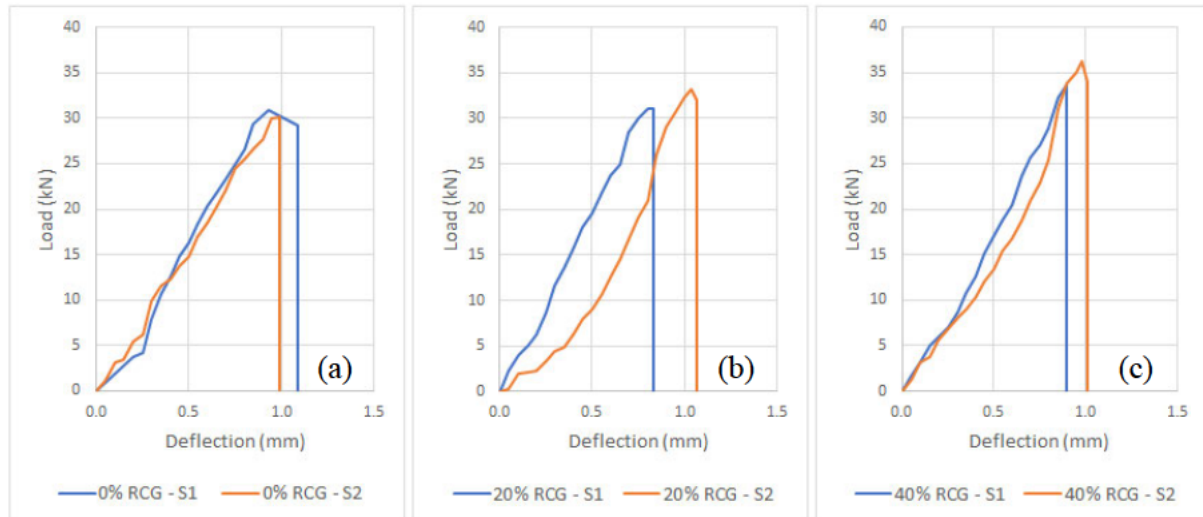 40
35
30
25
20
15
10
5
0
Load (kN)
0.0 0.5 1.0 1.5
Deflection (mm)
(a)
0% RCG - S1 0% RCG - S2
40
35
30
25
20
15
10
5
0
Load (kN)
0.0 0.5 1.0 1.5
Deflection (mm)
(b)
20% RCG - S1 20% RCG - S2
40
35
30
25
20
15
10
5
0
Load (kN)
0.0 0.5 1.0 1.5
Deflection (mm)
(c)
40% RCG - S1 40% RCG - S2